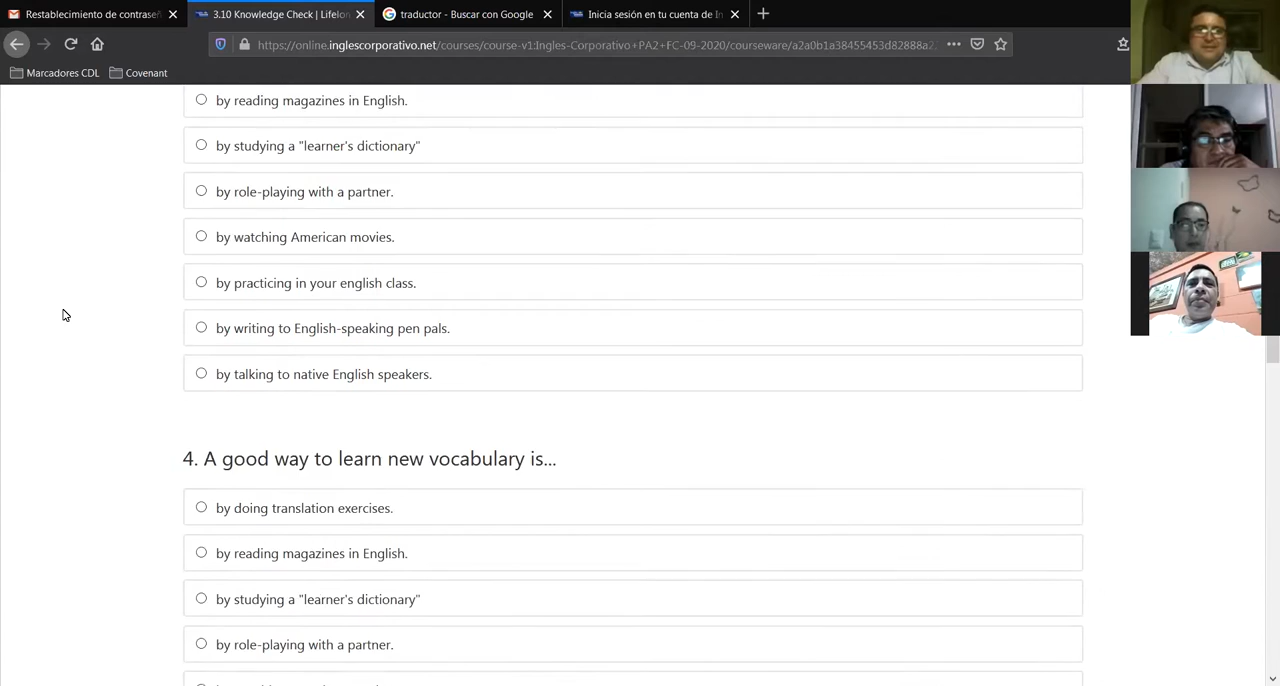 Restablecimiento de contraseñ
3.10 Knowledge Check | Lifelon
traductor - Buscar con Google
Inicia sesión en tu cuenta de In
https://online.inglescorporativo.net/courses/course-v1:Ingles-Corporativo+PA2+FC-09-2020/courseware/a2a0b1a38455453d82888a2
Marcadores CDL
Covenant
by reading magazines in English.
by studying a "learner's dictionary"
by role-playing with a partner.
by watching American movies.
by practicing in your english class.
by writing to English-speaking pen pals.
by talking to native English speakers.
4. A good way to learn new vocabulary is...
by doing translation exercises.
by reading magazines in English.
by studying a "learner's dictionary"
by role-playing with a partner.